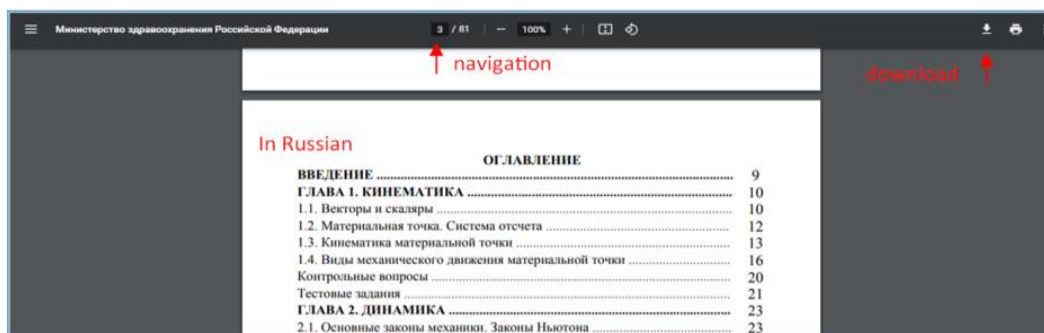 Министерство здравоохранения Российской Федерации 3 / 81 100%
navigation
download
In Russian
ОГЛАВЛЕНИЕ
ВВЕДЕНИЕ ........ 9
ГЛАВА 1. КИНЕМАТИКА ........ 10
1.1. Векторы и скаляры ........ 10
1.2. Материальная точка. Система отсчета ........ 12
1.3. Кинематика материальной точки ........ 13
1.4. Виды механического движения материальной точки ........ 16
Контрольные вопросы ........ 20
Тестовые задания ........ 21
ГЛАВА 2. ДИНАМИКА ........ 23
2.1. Основные законы механики. Законы Ньютона ........ 23